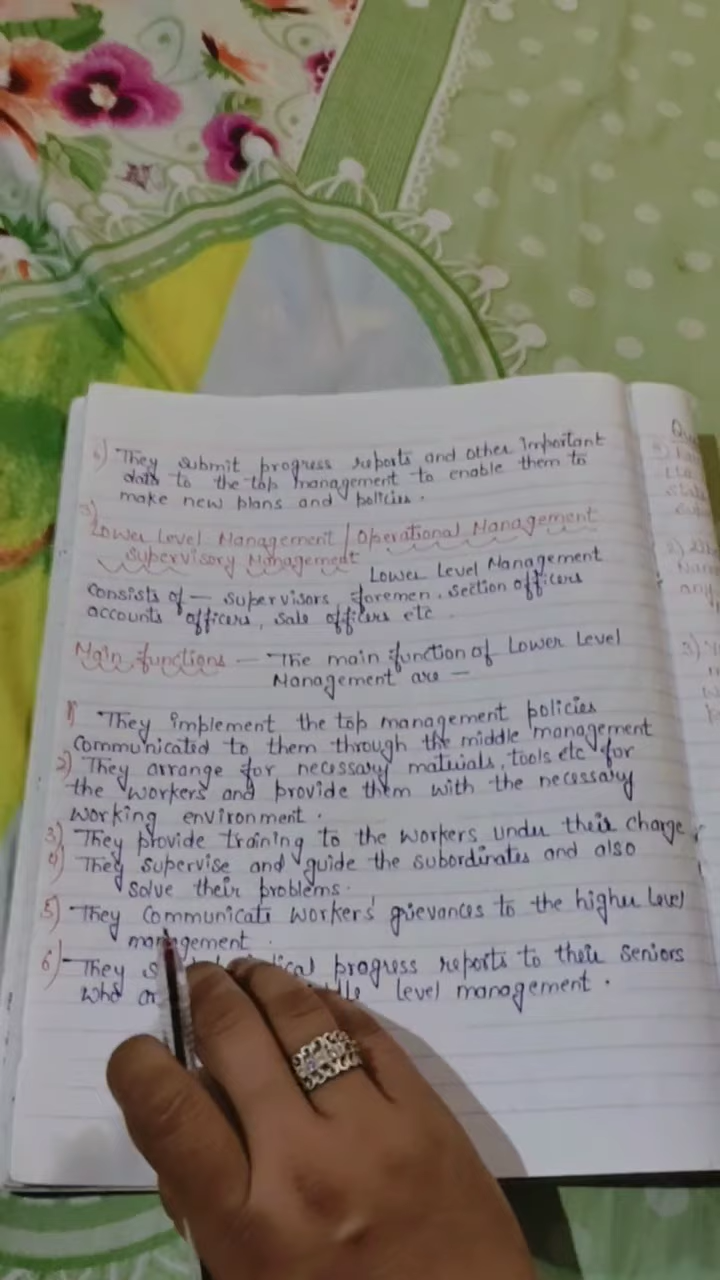 6) They submit progress reports and other important
data to the top management to enable them to
make new plans and policies.
3)
Lower Level Management / Operational Management
Supervisory Management
Lower Level Management
Consists of — supervisors, foremen, section officers
accounts officers, sale officers etc.
Main functions — The main function of Lower Level
Management are —
1) They implement the top management policies
communicated to them through the middle management
2) They arrange for necessary materials, tools etc for
the workers and provide them with the necessary
working environment.
3) They provide training to the workers under their charge,
4) They supervise and guide the subordinates and also
solve their problems.
5) They Communicate workers' grievances to the higher level
management.
6) They progress reports to their seniors
who level management.